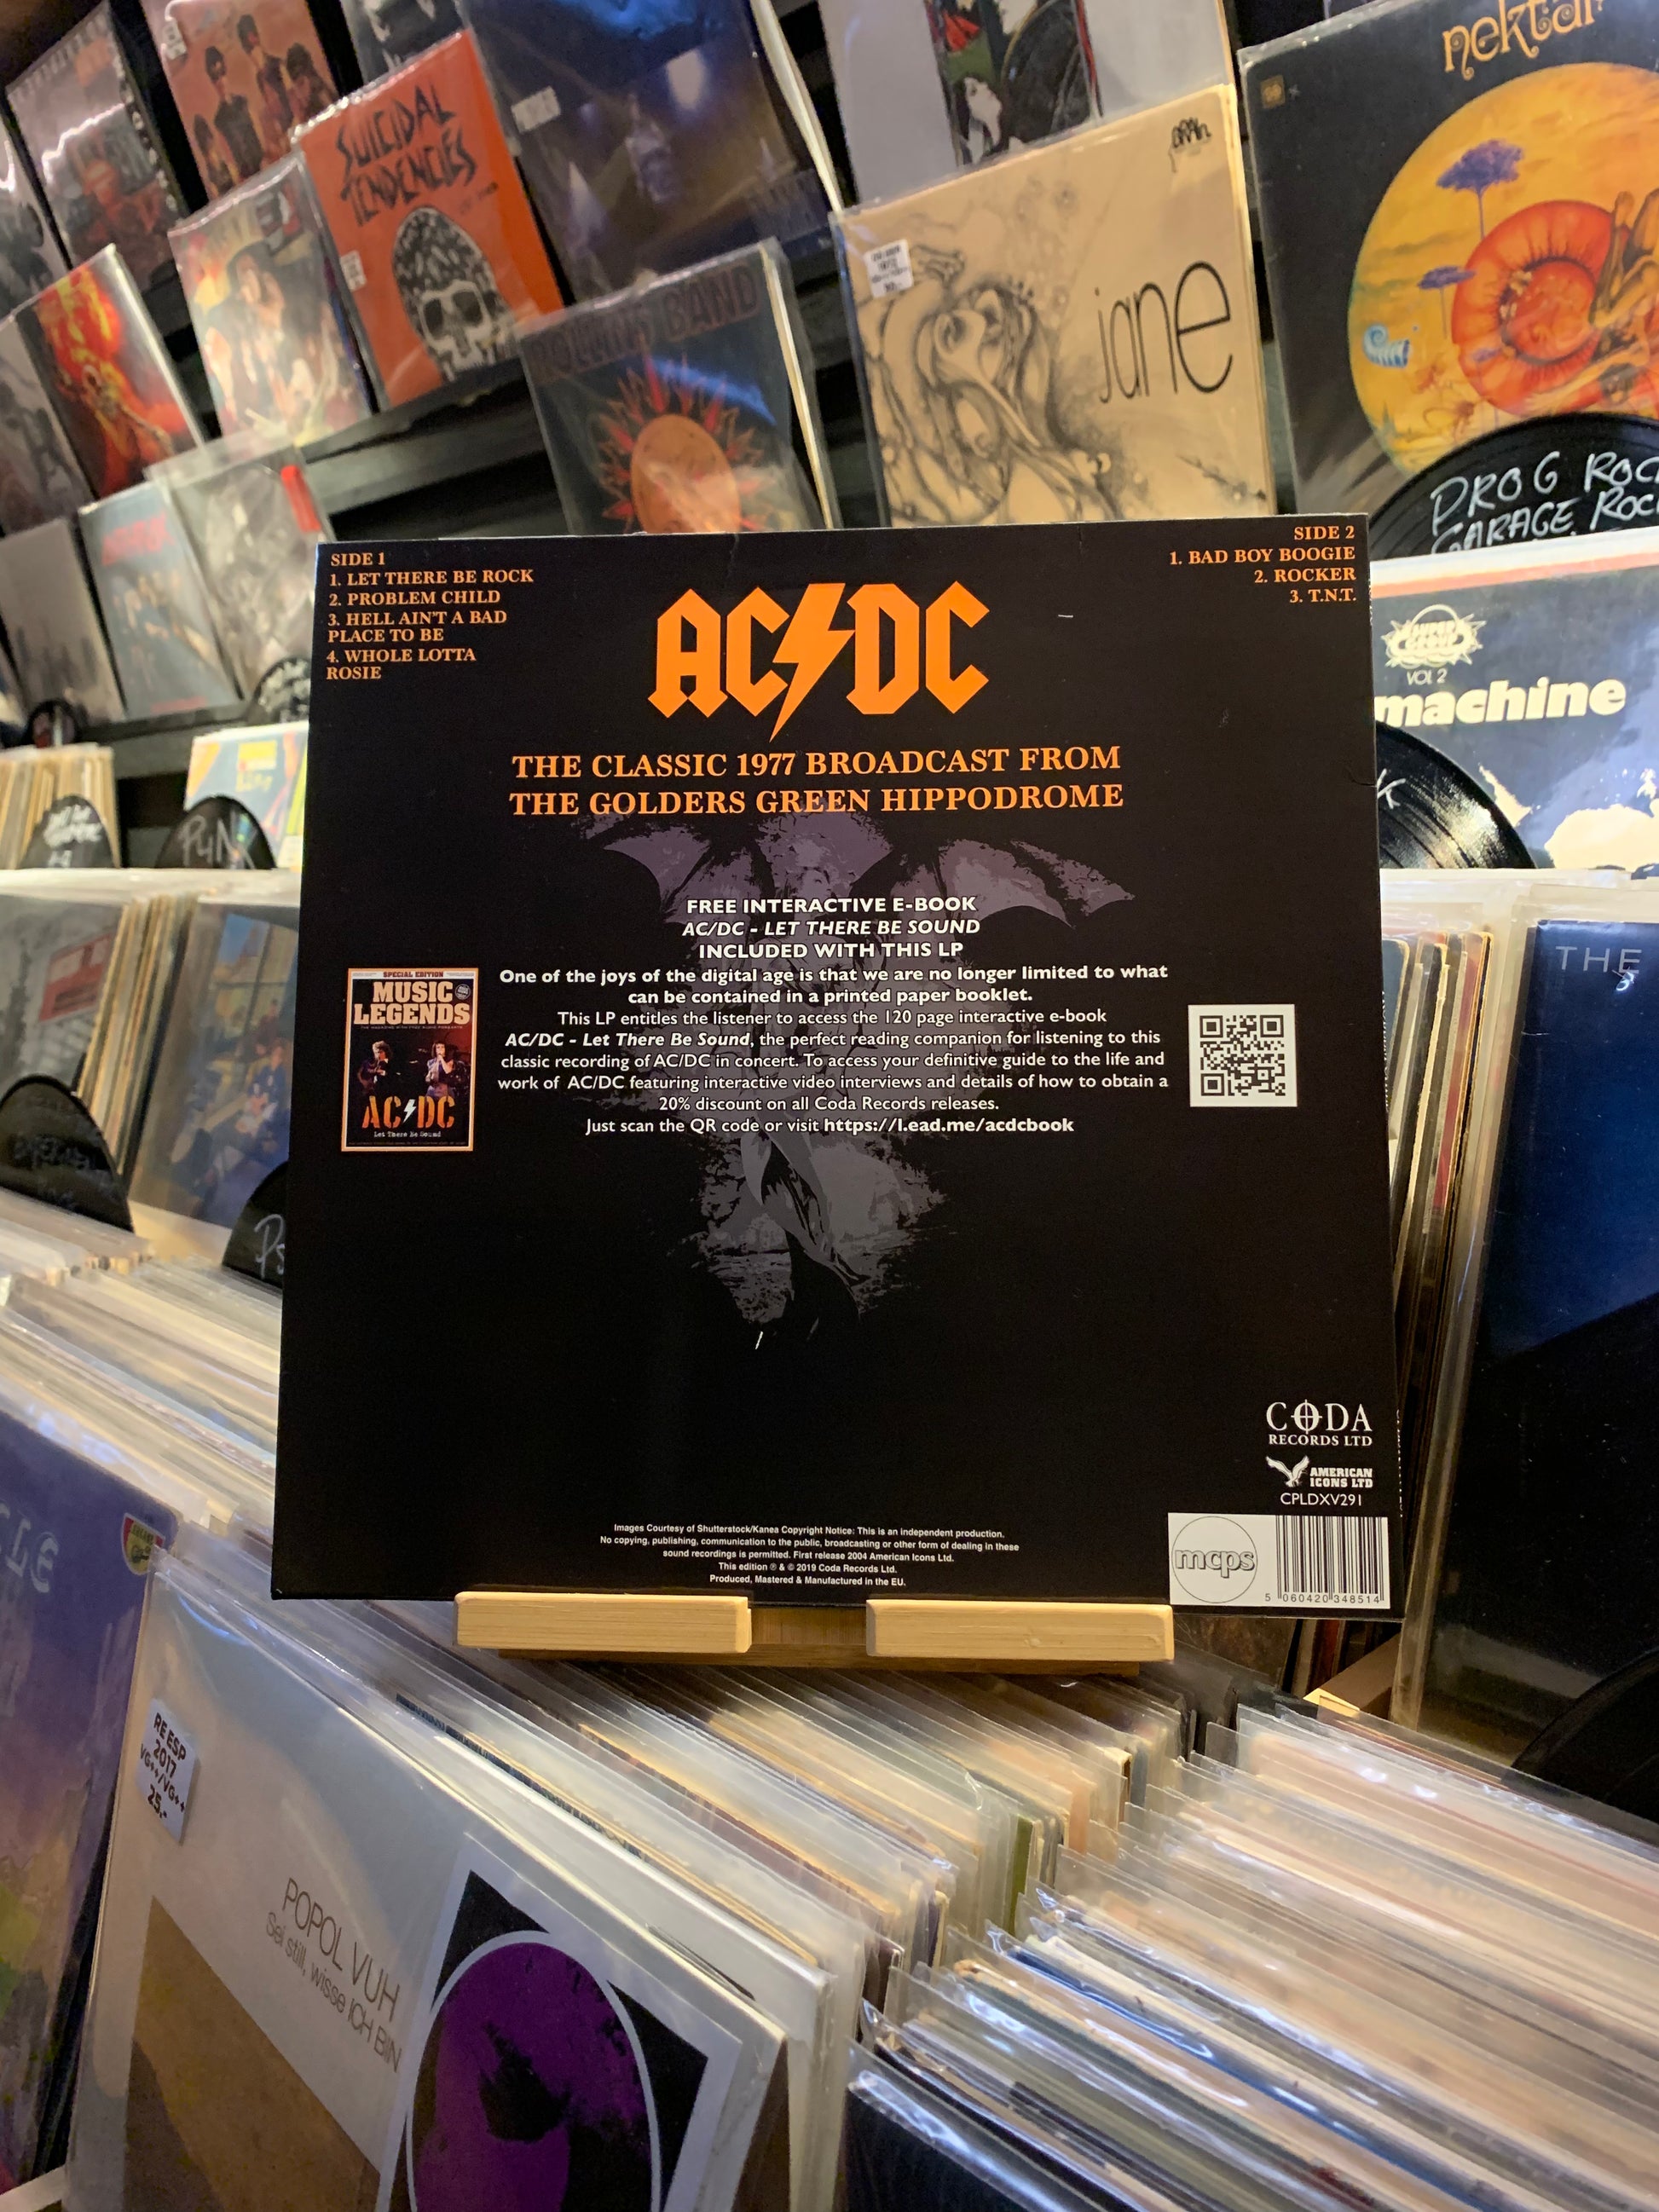 nektar
SUICIDAL
TENDENCIES
BRAIN
jane
ROLLINS BAND
PROG ROCK
GARAGE ROCK
SIDE 1
1. LET THERE BE ROCK
2. PROBLEM CHILD
3. HELL AIN'T A BAD
PLACE TO BE
4. WHOLE LOTTA
ROSIE
SIDE 2
1. BAD BOY BOOGIE
2. ROCKER
3. T.N.T.
AC DC
THE CLASSIC 1977 BROADCAST FROM
THE GOLDERS GREEN HIPPODROME
VOL 2
machine
PUNK
FREE INTERACTIVE E-BOOK
AC/DC - LET THERE BE SOUND
INCLUDED WITH THIS LP
One of the joys of the digital age is that we are no longer limited to what
can be contained in a printed paper booklet.
This LP entitles the listener to access the 120 page interactive e-book
AC/DC - Let There Be Sound, the perfect reading companion for listening to this
classic recording of AC/DC in concert. To access your definitive guide to the life and
work of AC/DC featuring interactive video interviews and details of how to obtain a
20% discount on all Coda Records releases.
Just scan the QR code or visit https://l.ead.me/acdcbook
SPECIAL EDITION
MUSIC
LEGENDS
AC DC
Let There Be Sound
THE
CODA
RECORDS LTD
AMERICAN
ICONS LTD
CPLDXV291
mcps
5 060420 348514
Images Courtesy of Shutterstock/Kanea Copyright Notice: This is an independent production.
No copying, publishing, communication to the public, broadcasting or other form of dealing in these
sound recordings is permitted. First release 2004 American Icons Ltd.
This edition ℗ & © 2019 Coda Records Ltd.
Produced, Mastered & Manufactured in the EU.
RE ESP
2017
VG++/VG++
25.-
POPOL VUH
Sei still, wisse ICH BIN